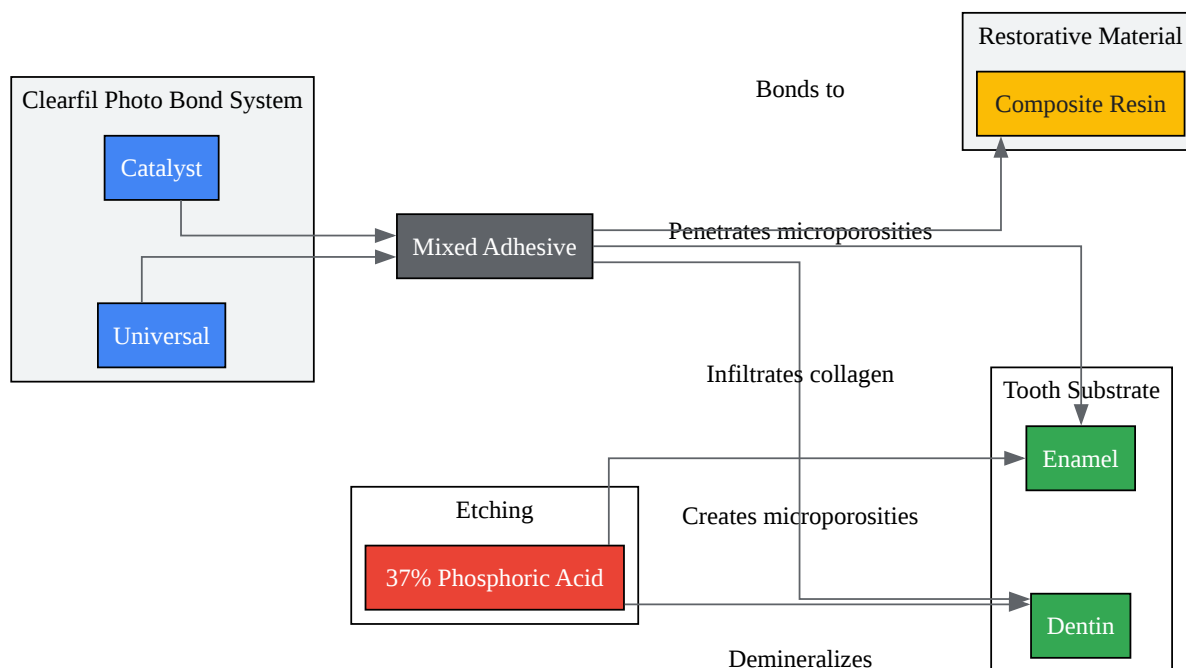 Restorative Material
Composite Resin
Bonds to
Clearfil Photo Bond System
Catalyst
Universal
Mixed Adhesive
Penetrates microporosities
Infiltrates collagen
Tooth Substrate
Enamel
Etching
37% Phosphoric Acid
Creates microporosities
Dentin
Demineralizes